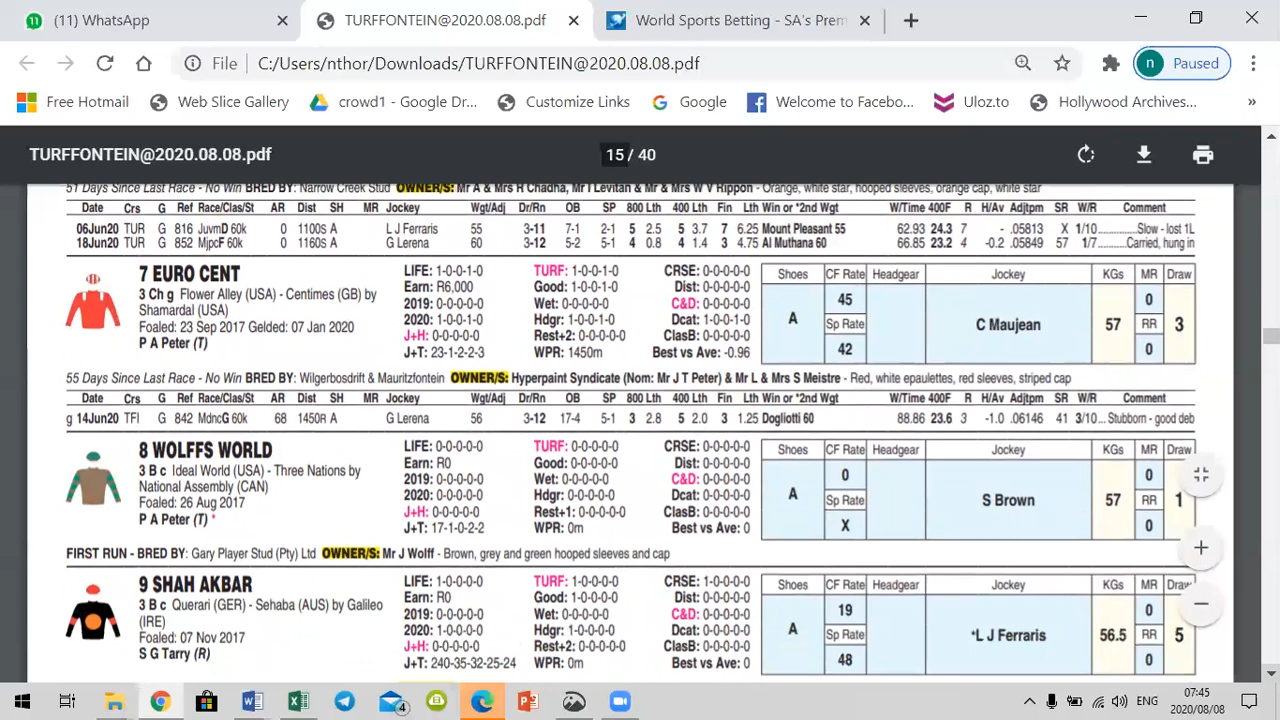 (11) WhatsApp
TURFFONTEIN@2020.08.08.pdf
World Sports Betting - SA's Prem
File C:/Users/nthor/Downloads/TURFFONTEIN@2020.08.08.pdf
n Paused
Free Hotmail Web Slice Gallery crowd1 - Google Dr... Customize Links Google Welcome to Facebo... Uloz.to Hollywood Archives... »
TURFFONTEIN@2020.08.08.pdf 15 / 40
51 Days Since Last Race - No Win BRED BY: Narrow Creek Stud OWNER/S: Mr A & Mrs H Chadha, Mr I Levitan & Mr & Mrs W V Rippon - Orange, white star, hooped sleeves, orange cap, white star
Date Crs G Ref Race/Clas/St AR Dist SH MR Jockey Wgt/Adj Dr/Rn OB SP 800 Lth 400 Lth Fin Lth Win or *2nd Wgt W/Time 400F R H/Av Adjtpm SR W/R Comment
06Jun20 TUR G 816 JuvmD 60k 0 1100S A L J Ferraris 55 3-11 7-1 2-1 5 2.5 5 3.7 7 6.25 Mount Pleasant 55 62.93 24.3 7 - .05813 X 1/10 Slow - lost 1L
18Jun20 TUR G 852 MjpcF 60k 0 1160S A G Lerena 60 3-12 5-2 5-1 4 0.8 4 1.4 3 4.75 Al Muthana 60 66.85 23.2 4 -0.2 .05849 57 1/7 Carried, hung in
7 EURO CENT
3 Ch g Flower Alley (USA) - Centimes (GB) by
Shamardal (USA)
Foaled: 23 Sep 2017 Gelded: 07 Jan 2020
P A Peter (T)
LIFE: 1-0-0-1-0 TURF: 1-0-0-1-0 CRSE: 0-0-0-0-0
Earn: R6,000 Good: 1-0-0-1-0 Dist: 0-0-0-0-0
2019: 0-0-0-0-0 Wet: 0-0-0-0-0 C&D: 0-0-0-0-0
2020: 1-0-0-1-0 Hdgr: 1-0-0-1-0 Dcat: 1-0-0-1-0
J+H: 0-0-0-0-0 Rest+2: 0-0-0-0-0 ClasB: 0-0-0-0-0
J+T: 23-1-2-2-3 WPR: 1450m Best vs Ave: -0.96
Shoes CF Rate Headgear Jockey KGs MR Draw
A 45 Sp Rate 42 C Maujean 57 0 RR 0 3
55 Days Since Last Race - No Win BRED BY: Wilgerbosdrift & Mauritzfontein OWNER/S: Hyperpaint Syndicate (Nom: Mr J T Peter) & Mr L & Mrs S Meistre - Red, white epaulettes, red sleeves, striped cap
Date Crs G Ref Race/Clas/St AR Dist SH MR Jockey Wgt/Adj Dr/Rn OB SP 800 Lth 400 Lth Fin Lth Win or *2nd Wgt W/Time 400F R H/Av Adjtpm SR W/R Comment
g 14Jun20 TFI G 842 MdncG 60k 68 1450R A G Lerena 56 3-12 17-4 5-1 3 2.8 5 2.0 3 1.25 Dogliotti 60 88.86 23.6 3 -1.0 .06146 41 3/10 ... Stubborn - good deb
8 WOLFFS WORLD
3 B c Ideal World (USA) - Three Nations by
National Assembly (CAN)
Foaled: 26 Aug 2017
P A Peter (T) *
LIFE: 0-0-0-0-0 TURF: 0-0-0-0-0 CRSE: 0-0-0-0-0
Earn: R0 Good: 0-0-0-0-0 Dist: 0-0-0-0-0
2019: 0-0-0-0-0 Wet: 0-0-0-0-0 C&D: 0-0-0-0-0
2020: 0-0-0-0-0 Hdgr: 0-0-0-0-0 Dcat: 0-0-0-0-0
J+H: 0-0-0-0-0 Rest+1: 0-0-0-0-0 ClasB: 0-0-0-0-0
J+T: 17-1-0-2-2 WPR: 0m Best vs Ave: 0
Shoes CF Rate Headgear Jockey KGs MR Draw
A 0 Sp Rate X S Brown 57 0 RR 0 1
FIRST RUN - BRED BY: Gary Player Stud (Pty) Ltd OWNER/S: Mr J Wolff - Brown, grey and green hooped sleeves and cap
9 SHAH AKBAR
3 B c Querari (GER) - Sehaba (AUS) by Galileo
(IRE)
Foaled: 07 Nov 2017
S G Tarry (R)
LIFE: 1-0-0-0-0 TURF: 1-0-0-0-0 CRSE: 1-0-0-0-0
Earn: R0 Good: 1-0-0-0-0 Dist: 0-0-0-0-0
2019: 0-0-0-0-0 Wet: 0-0-0-0-0 C&D: 0-0-0-0-0
2020: 1-0-0-0-0 Hdgr: 1-0-0-0-0 Dcat: 1-0-0-0-0
J+H: 0-0-0-0-0 Rest+2: 0-0-0-0-0 ClasB: 0-0-0-0-0
J+T: 240-35-32-25-24 WPR: 0m Best vs Ave: 0
Shoes CF Rate Headgear Jockey KGs MR Draw
A 19 Sp Rate 48 *L J Ferraris 56.5 0 RR 0 5
4
ENG 07:45
2020/08/08